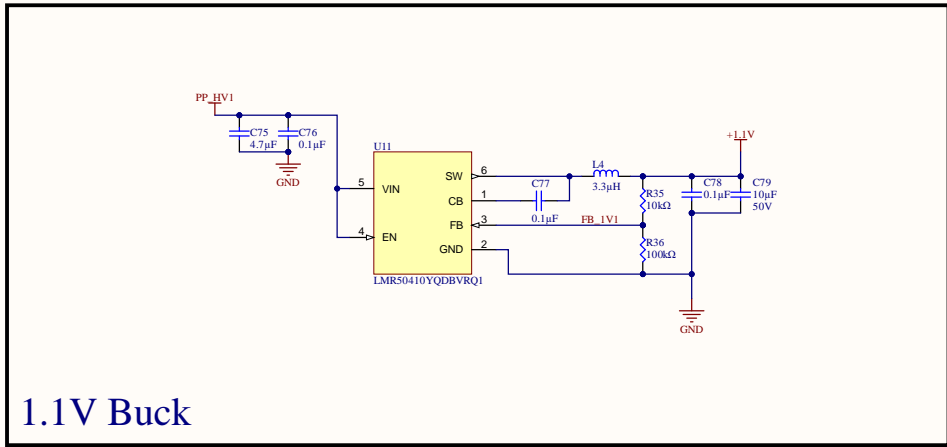 PP_HV1
C75
4.7µF
C76
0.1µF
GND
U11
5
VIN
4
EN
SW
6
CB
1
FB
3
GND
2
LMR50410YQDBVRQ1
C77
0.1µF
L4
3.3µH
FB_1V1
R35
10kΩ
R36
100kΩ
+1.1V
C78
0.1µF
C79
10µF
50V
GND
1.1V Buck